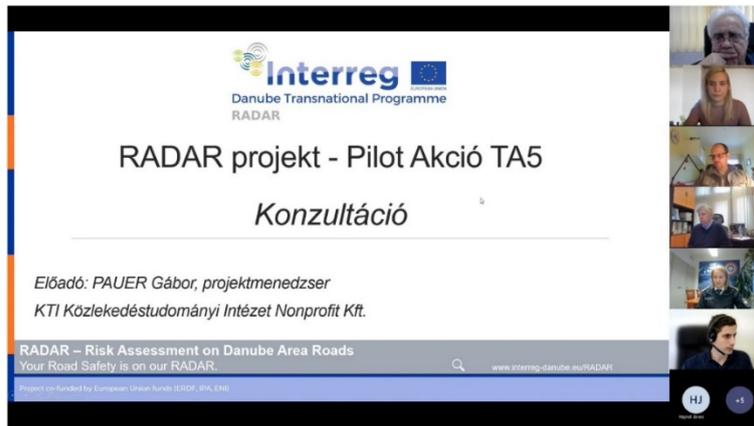 Interreg
EUROPEAN UNION
Danube Transnational Programme
RADAR
RADAR projekt - Pilot Akció TA5
Konzultáció
Előadó: PAUER Gábor, projektmenedzser
KTI Közlekedéstudományi Intézet Nonprofit Kft.
RADAR – Risk Assessment on Danube Area Roads
Your Road Safety is on our RADAR.
www.interreg-danube.eu/RADAR
Project co-funded by European Union funds (ERDF, IPA, ENI)
HJ
+5